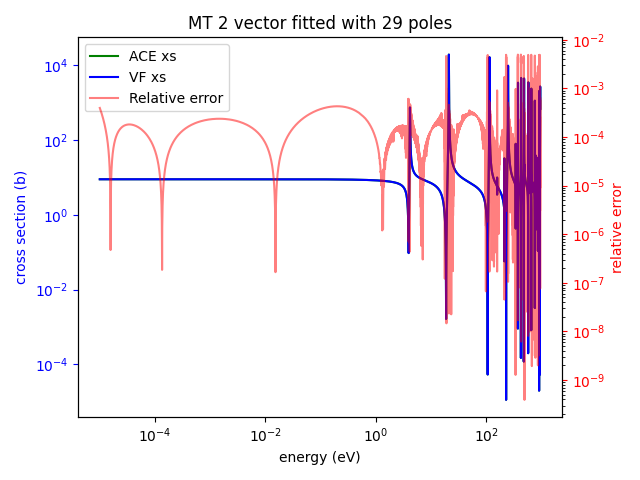 MT 2 vector fitted with 29 poles
ACE xs
VF xs
Relative error
cross section (b)
10^4
10^2
10^0
10^-2
10^-4
10^-2
10^-3
10^-4
10^-5
10^-6
10^-7
10^-8
10^-9
relative error
10^-4
10^-2
10^0
10^2
energy (eV)